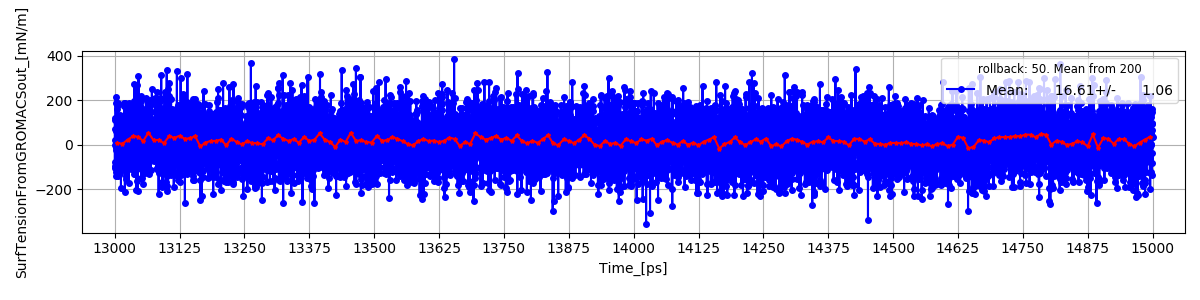 SurfTensionFromGROMACSout_[mN/m]
400
200
0
−200
rollback: 50. Mean from 200
Mean: 16.61+/- 1.06
13000 13125 13250 13375 13500 13625 13750 13875 14000 14125 14250 14375 14500 14625 14750 14875 15000
Time_[ps]